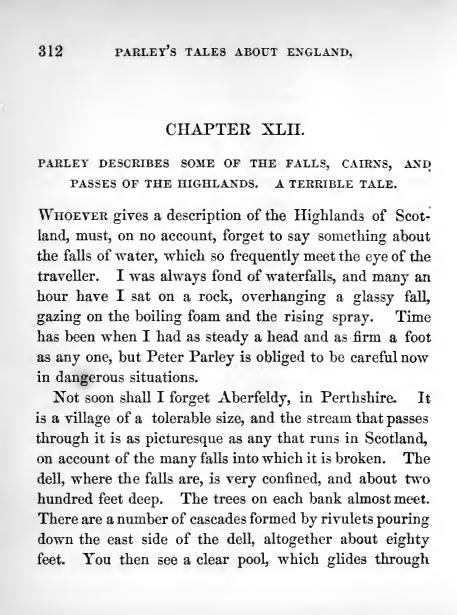 312 PARLEY'S TALES ABOUT ENGLAND,
CHAPTER XLII.
PARLEY DESCRIBES SOME OF THE FALLS, CAIRNS, AND
PASSES OF THE HIGHLANDS. A TERRIBLE TALE.
WHOEVER gives a description of the Highlands of Scot-
land, must, on no account, forget to say something about
the falls of water, which so frequently meet the eye of the
traveller. I was always fond of waterfalls, and many an
hour have I sat on a rock, overhanging a glassy fall,
gazing on the boiling foam and the rising spray. Time
has been when I had as steady a head and as firm a foot
as any one, but Peter Parley is obliged to be careful now
in dangerous situations.
Not soon shall I forget Aberfeldy, in Perthshire. It
is a village of a tolerable size, and the stream that passes
through it is as picturesque as any that runs in Scotland,
on account of the many falls into which it is broken. The
dell, where the falls are, is very confined, and about two
hundred feet deep. The trees on each bank almost meet.
There are a number of cascades formed by rivulets pouring
down the east side of the dell, altogether about eighty
feet. You then see a clear pool, which glides through